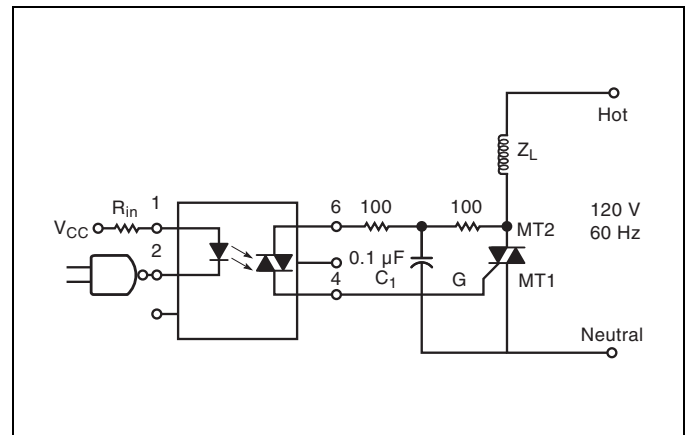 Hot
Z_L
R_in 1
6 100 100
V_CC
MT2
120 V
60 Hz
2
0.1 µF
C_1
4
G
MT1
Neutral